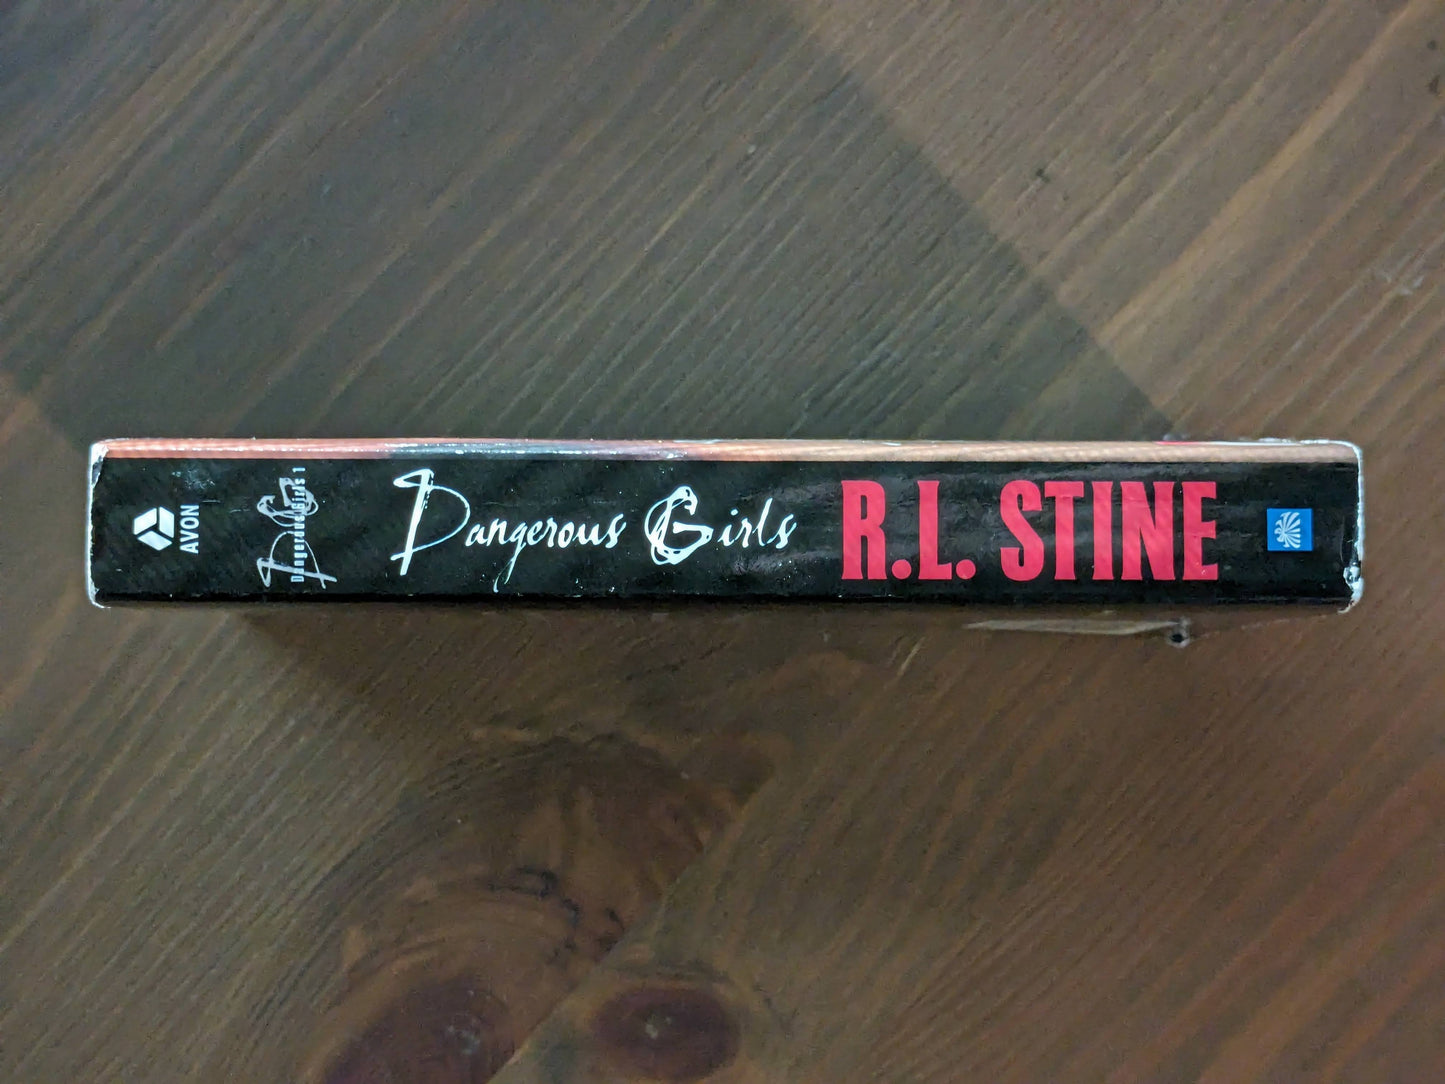 AVON
Dangerous Girls 1
Dangerous Girls
R.L. STINE